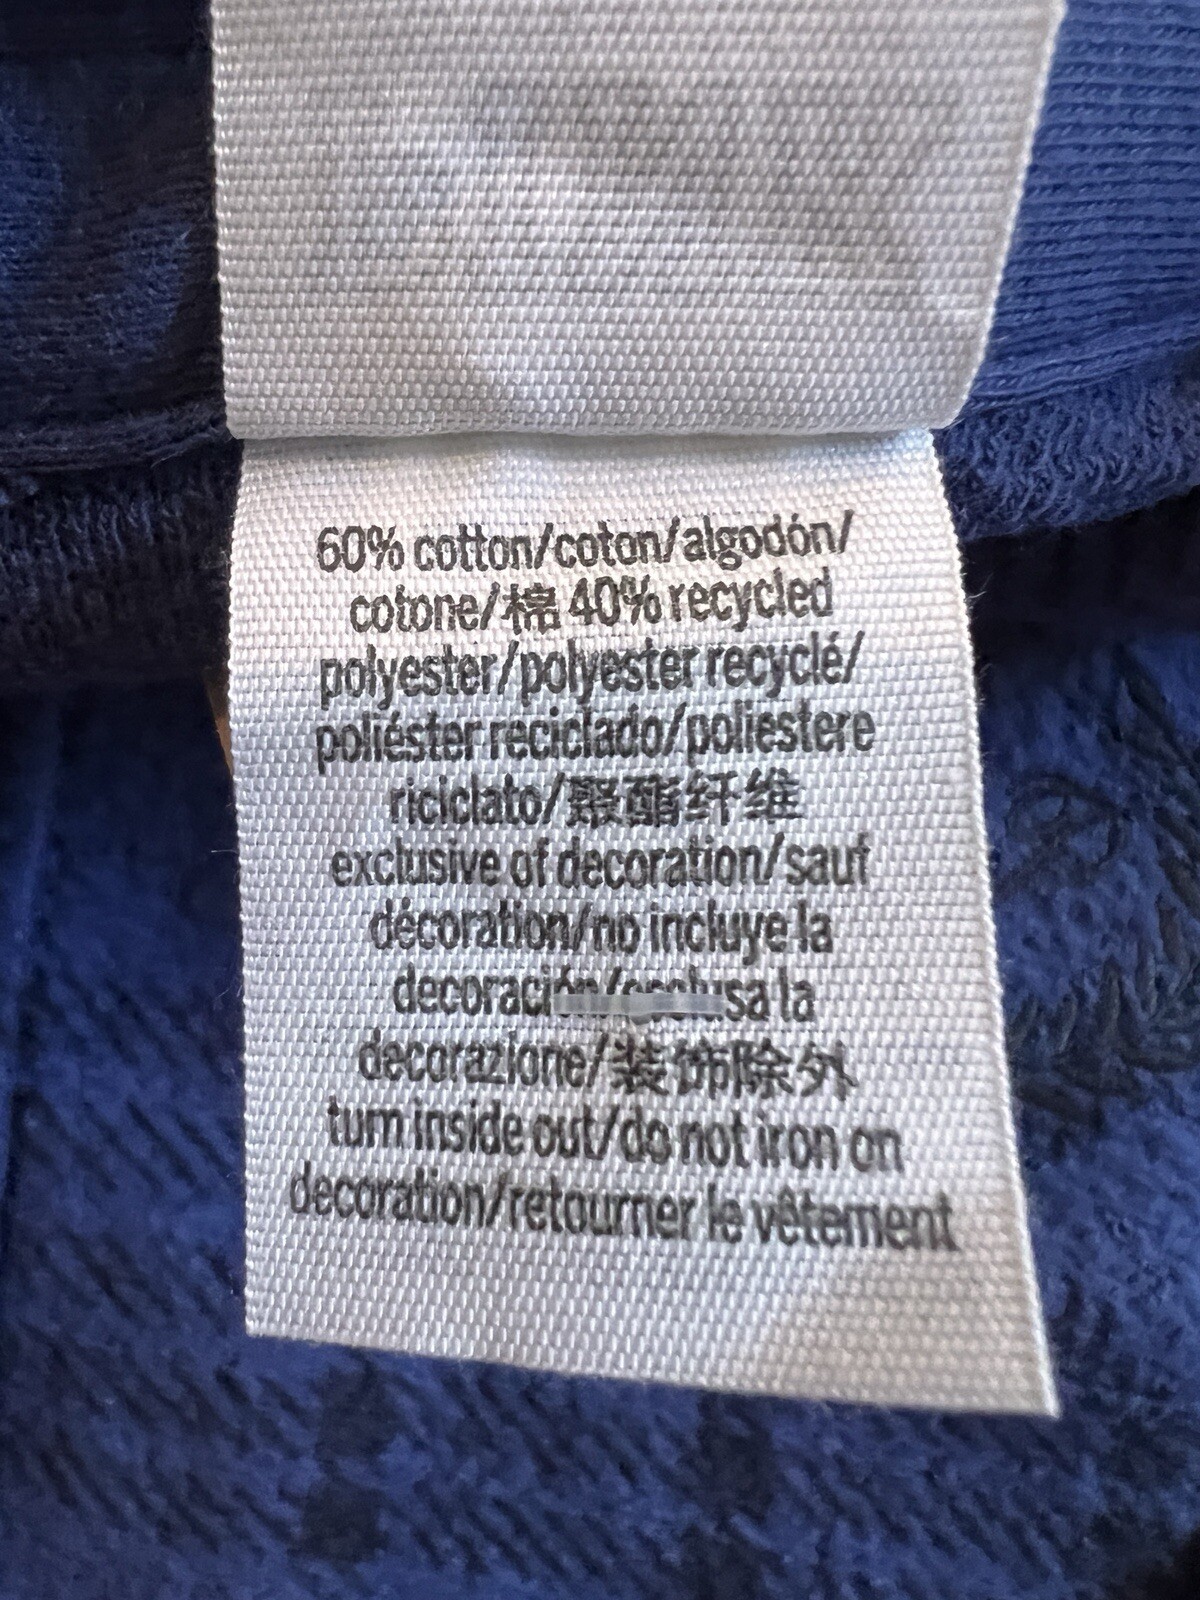 60% cotton/coton/algodón/
cotone/棉 40% recycled
polyester/polyester recyclé/
poliéster reciclado/poliestere
riciclato/聚酯纤维
exclusive of decoration/sauf
décoration/no incluye la
decoración/esclusa la
decorazione/装饰除外
turn inside out/do not iron on
decoration/retourner le vêtement